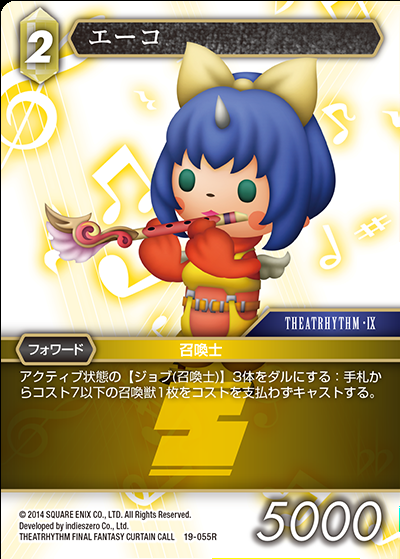 2
エーコ
THEATRHYTHM・IX
フォワード
召喚士
アクティブ状態の【ジョブ(召喚士)】3体をダルにする：手札か
らコスト7以下の召喚獣1枚をコストを支払わずキャストする。
© 2014 SQUARE ENIX CO., LTD. All Rights Reserved.
Developed by indieszero Co., Ltd.
THEATRHYTHM FINAL FANTASY CURTAIN CALL 19-055R
5000